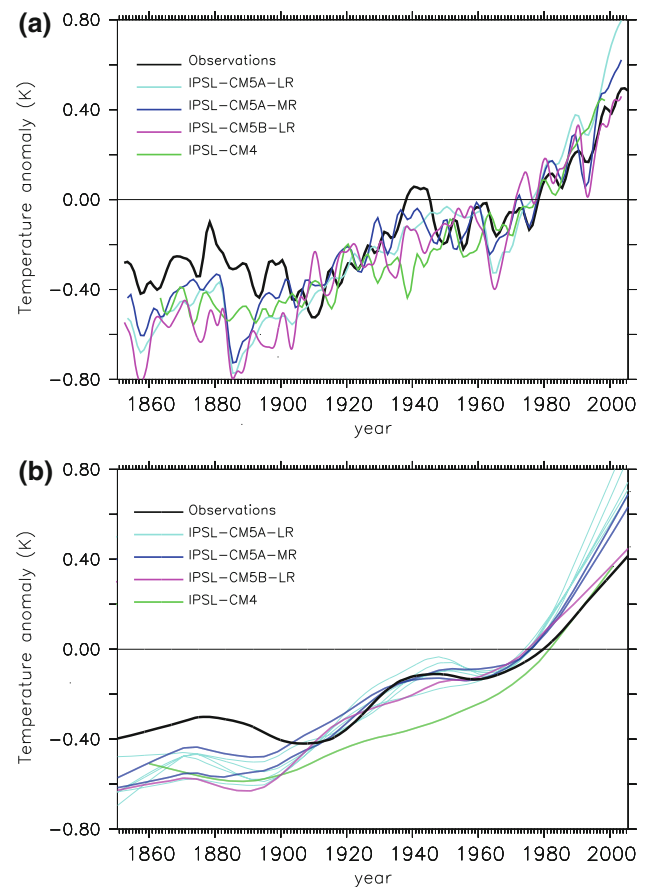 (a)
0.80
0.40
0.00
−0.40
−0.80
Temperature anomaly (K)
Observations
IPSL−CM5A−LR
IPSL−CM5A−MR
IPSL−CM5B−LR
IPSL−CM4
1860 1880 1900 1920 1940 1960 1980 2000
year
(b)
0.80
0.40
0.00
−0.40
−0.80
Temperature anomaly (K)
Observations
IPSL−CM5A−LR
IPSL−CM5A−MR
IPSL−CM5B−LR
IPSL−CM4
1860 1880 1900 1920 1940 1960 1980 2000
year